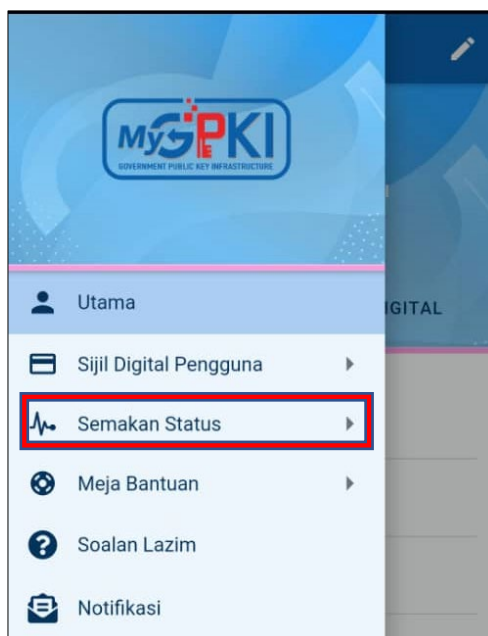 MyGPKI
GOVERNMENT PUBLIC KEY INFRASTRUCTURE
Utama
IGITAL
Sijil Digital Pengguna
Semakan Status
Meja Bantuan
Soalan Lazim
Notifikasi